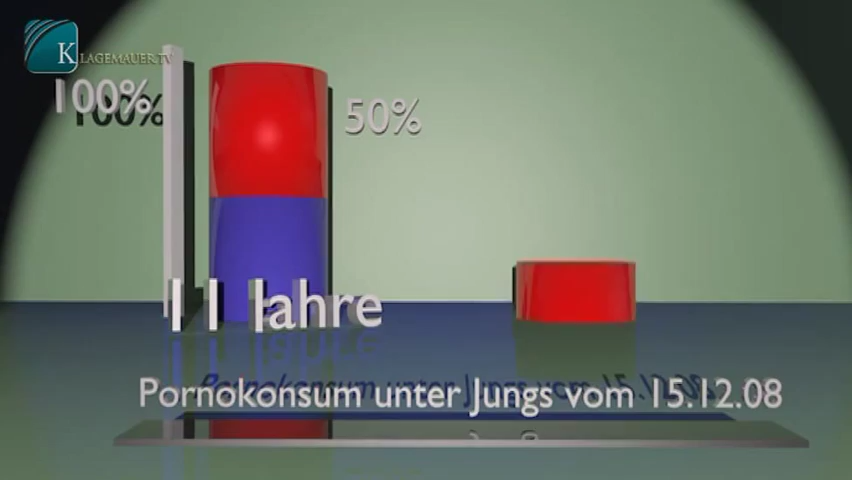 KLAGEMAUER.TV
100%
50%
11 Jahre
Pornokonsum unter Jungs vom 15.12.08